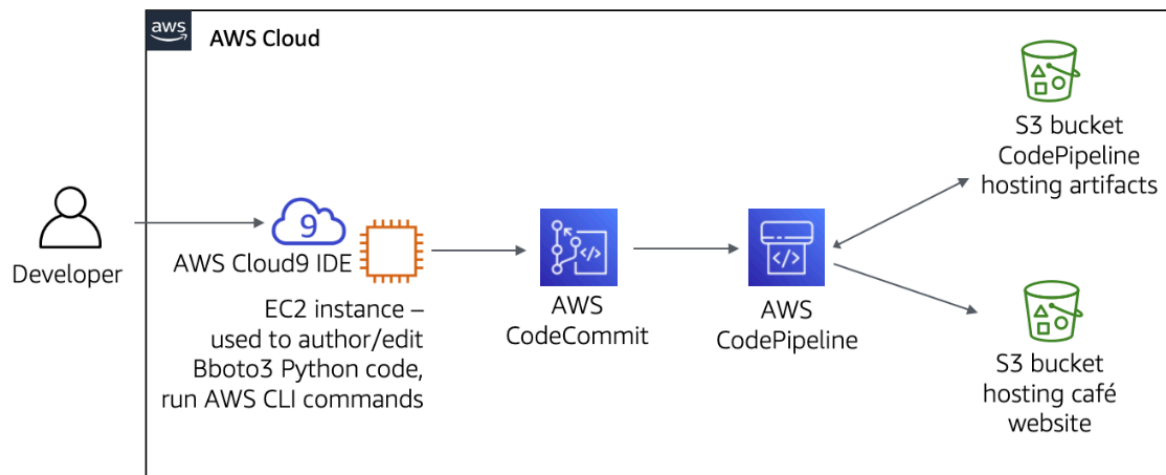 aws
AWS Cloud
S3 bucket
CodePipeline
hosting artifacts
Developer
9
AWS Cloud9 IDE
EC2 instance –
used to author/edit
Bboto3 Python code,
run AWS CLI commands
</>
AWS
CodeCommit
</>
AWS
CodePipeline
S3 bucket
hosting café
website